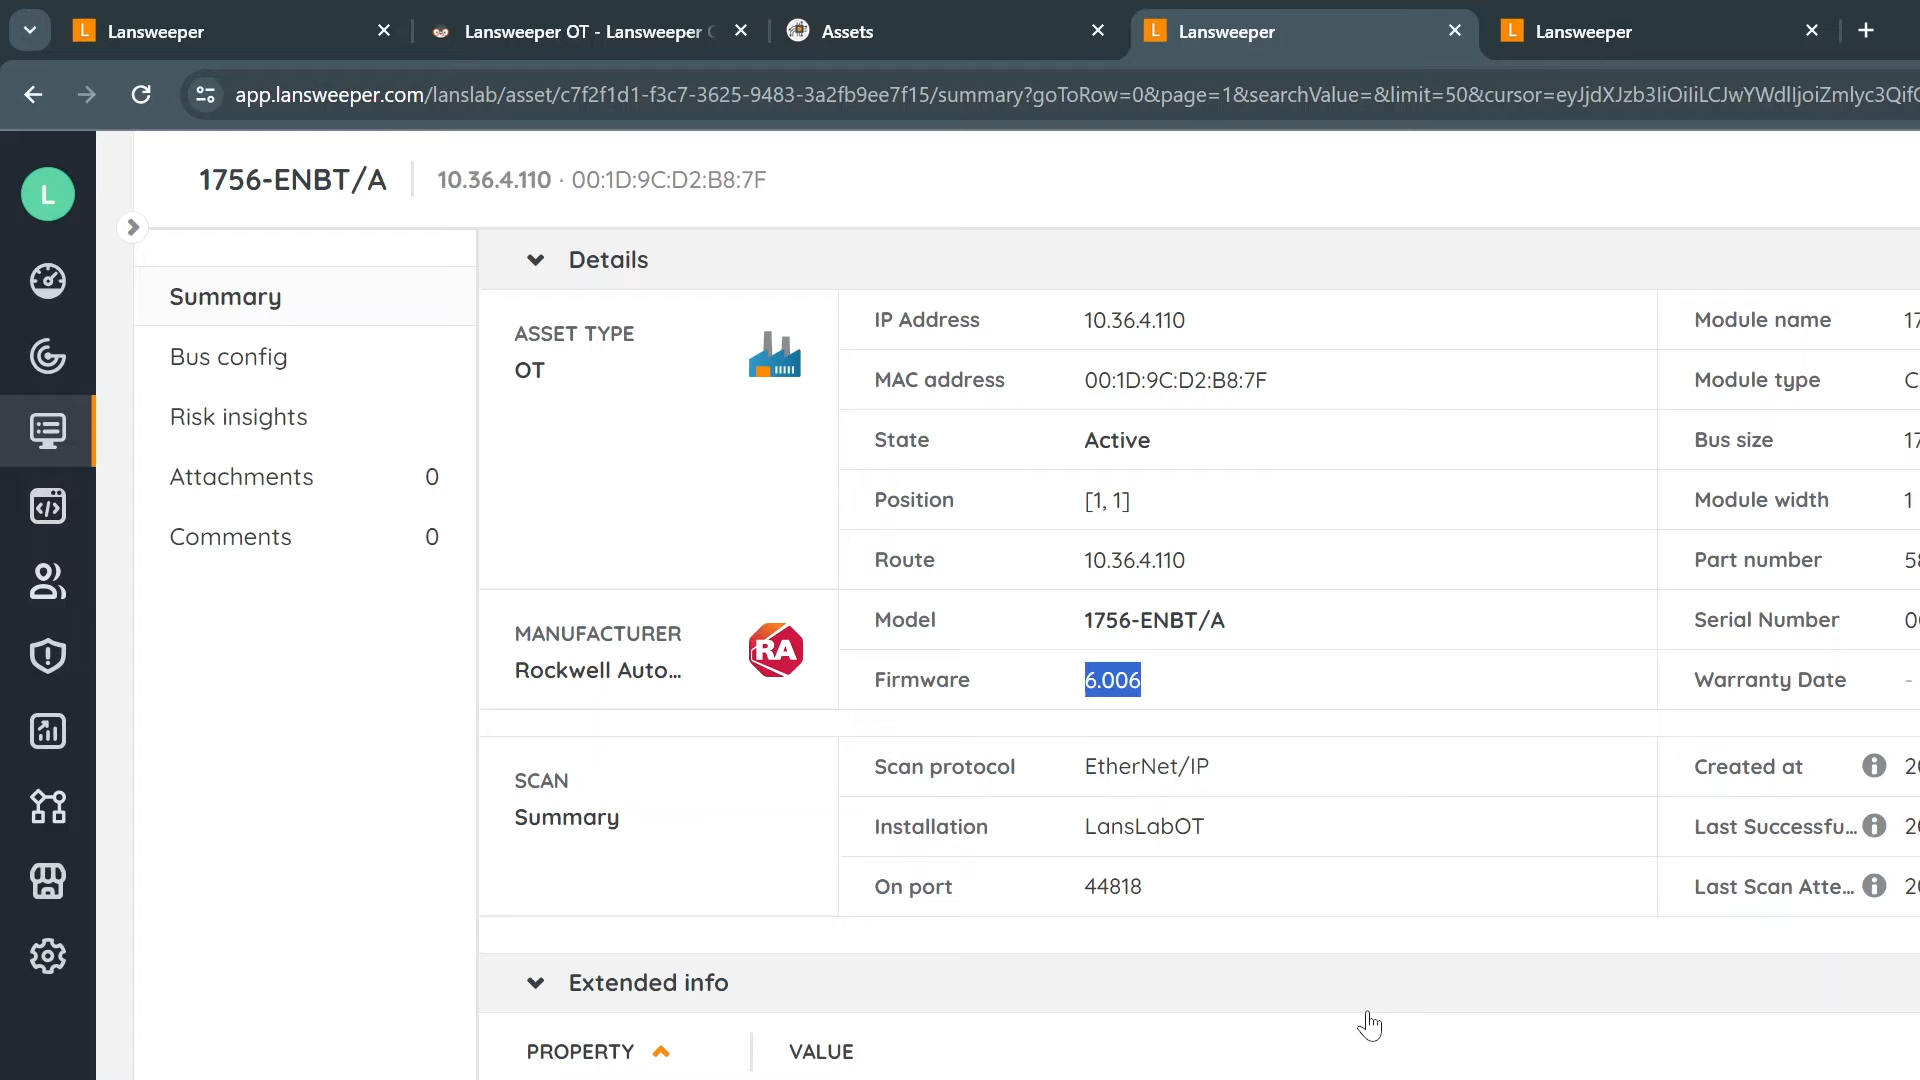 Lansweeper
Lansweeper OT - Lansweeper
Assets
Lansweeper
Lansweeper
app.lansweeper.com/lanslab/asset/c7f2f1d1-f3c7-3625-9483-3a2fb9ee7f15/summary?goToRow=0&page=1&searchValue=&limit=50&cursor=
1756-ENBT/A
10.36.4.110 · 00:1D:9C:D2:B8:7F
L
Summary
Bus config
Risk insights
Attachments 0
Comments 0
Details
ASSET TYPE
OT
IP Address 10.36.4.110
MAC address 00:1D:9C:D2:B8:7F
State Active
Position [1, 1]
Route 10.36.4.110
MANUFACTURER
Rockwell Auto...
RA
Model 1756-ENBT/A
Firmware 6.006
Module name
Module type
Bus size
Module width 1
Part number
Serial Number
Warranty Date -
SCAN
Summary
Scan protocol EtherNet/IP
Installation LansLabOT
On port 44818
Created at
Last Successfu...
Last Scan Atte...
Extended info
PROPERTY VALUE